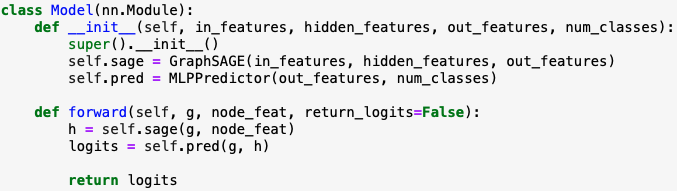 class Model(nn.Module):
    def __init__(self, in_features, hidden_features, out_features, num_classes):
        super().__init__()
        self.sage = GraphSAGE(in_features, hidden_features, out_features)
        self.pred = MLPPredictor(out_features, num_classes)

    def forward(self, g, node_feat, return_logits=False):
        h = self.sage(g, node_feat)
        logits = self.pred(g, h)

        return logits